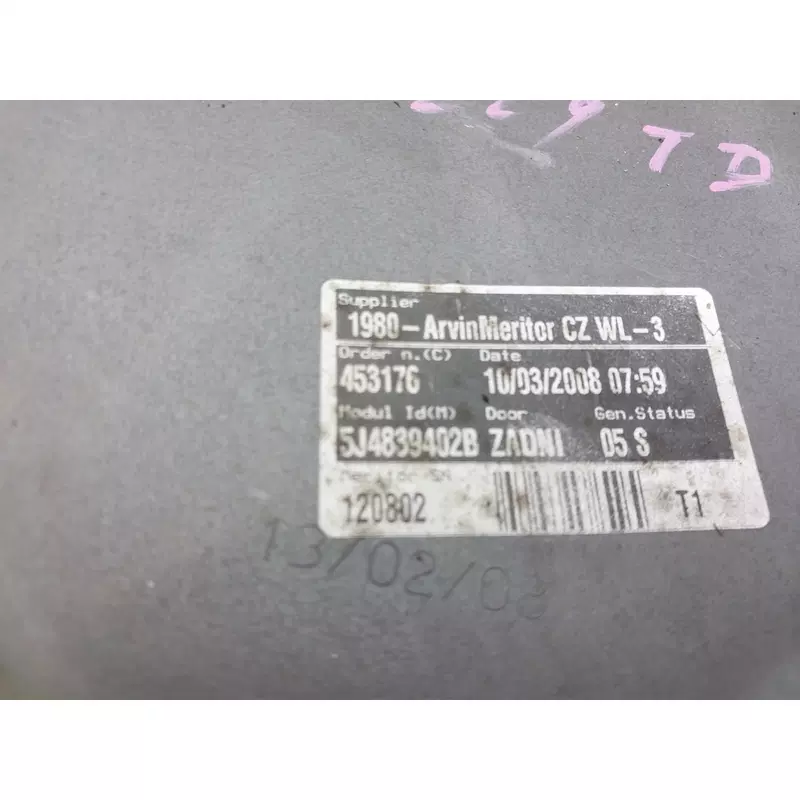 T D
Supplier
1980-ArvinMeritor CZ WL-3
Order n.(C) Date
453176 10/03/2008 07:59
Modul Id(M) Door Gen.Status
5J4839402B ZADNI 05 S
120802 T1
13/02/08